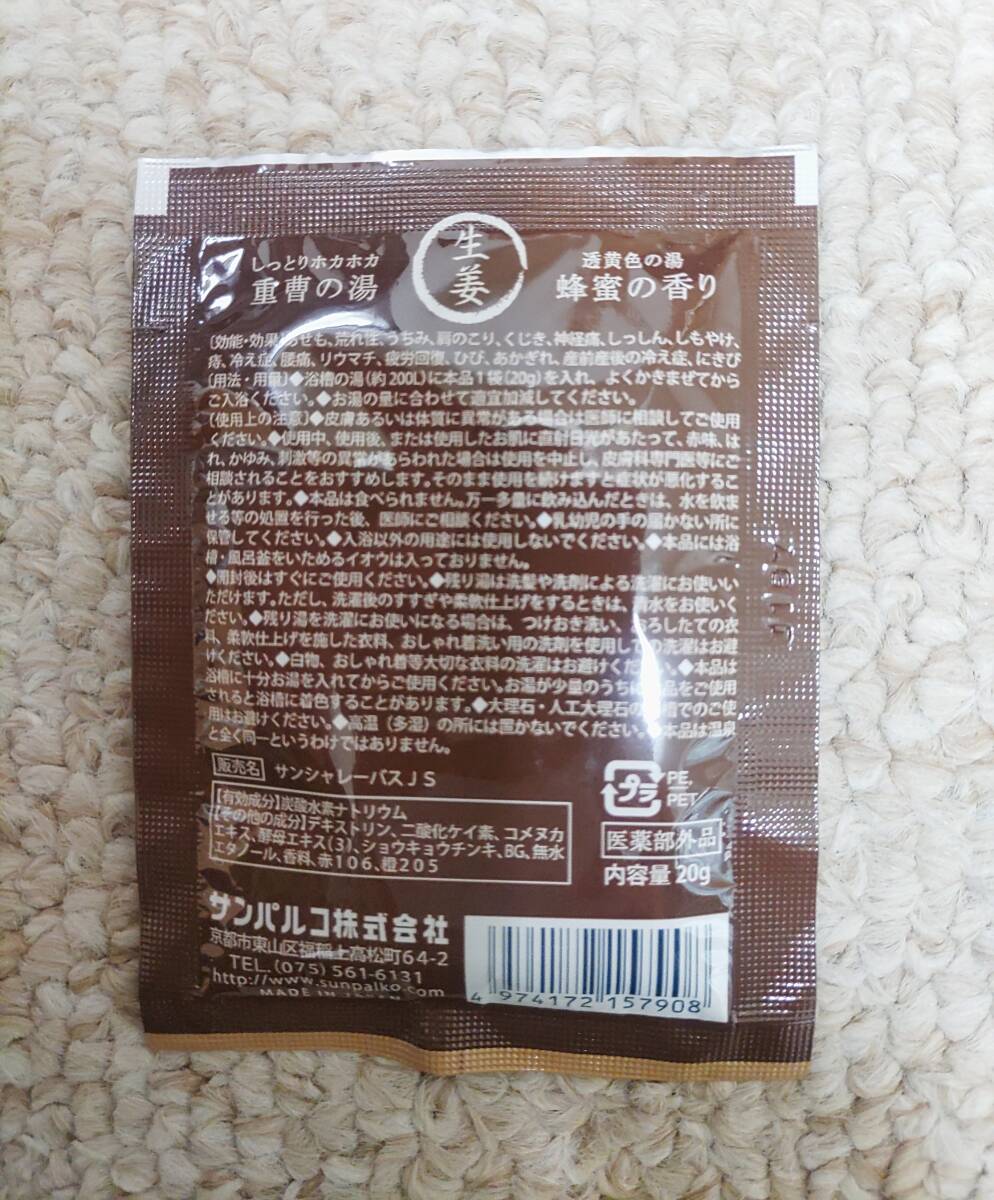 生姜
しっとりホカホカ
重曹の湯
透黄色の湯
蜂蜜の香り
〔効能・効果〕あせも、荒れ性、うちみ、肩のこり、くじき、神経痛、しっしん、しもやけ、
痔、冷え症、腰痛、リウマチ、疲労回復、ひび、あかぎれ、産前産後の冷え症、にきび
〔用法・用量〕◆浴槽の湯(約200L)に本品1袋(20g)を入れ、よくかきまぜてから
ご入浴ください。◆お湯の量に合わせて適宜加減してください。
〔使用上の注意〕◆皮膚あるいは体質に異常がある場合は医師に相談してご使用
ください。◆使用中、使用後、または使用したお肌に直射日光があたって、赤味、は
れ、かゆみ、刺激等の異常があらわれた場合は使用を中止し、皮膚科専門医等にご
相談されることをおすすめします。そのまま使用を続けますと症状が悪化するこ
とがあります。◆本品は食べられません。万一多量に飲み込んだときは、水を飲ま
せる等の処置を行った後、医師にご相談ください。◆乳幼児の手の届かない所に
保管してください。◆入浴以外の用途には使用しないでください。◆本品には浴
槽・風呂釜をいためるイオウは入っておりません。
◆開封後はすぐにご使用ください。◆残り湯は洗髪や洗剤による洗濯にお使いい
ただけます。ただし、洗濯後のすすぎや柔軟仕上げをするときは、清水をお使いく
ださい。◆残り湯を洗濯にお使いになる場合は、つけおき洗い、おろしたての衣
料、柔軟仕上げを施した衣料、おしゃれ着洗い用の洗剤を使用しての洗濯はお避
けください。◆白物、おしゃれ着等大切な衣料の洗濯はお避けください。◆本品は
浴槽に十分お湯を入れてからご使用ください。お湯が少量のうちに本品をご使用
されると浴槽に着色することがあります。◆大理石・人工大理石の浴槽でのご使
用はお避けください。◆高温(多湿)の所には置かないでください。◆本品は温泉
と全く同一というわけではありません。
販売名 サンシャレーバスJS
【有効成分】炭酸水素ナトリウム
【その他の成分】デキストリン、二酸化ケイ素、コメヌカ
エキス、酵母エキス(3)、ショウキョウチンキ、BG、無水
エタノール、香料、赤106、橙205
プラ
PE,
PET
医薬部外品
内容量 20g
サンパルコ株式会社
京都市東山区福稲上高松町64-2
TEL.(075)561-6131
http://www.sunpalko.com
MADE IN JAPAN
4 974172 157908